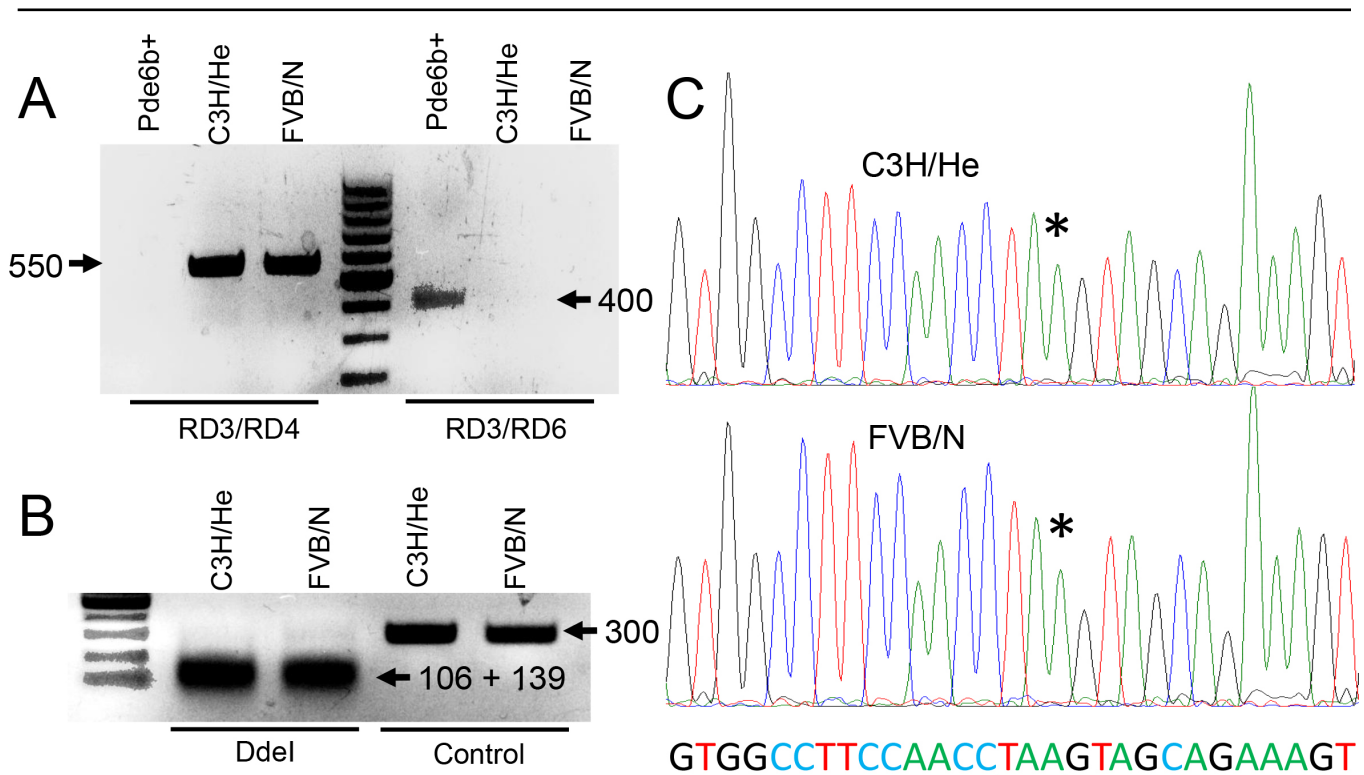 A
Pde6b+
C3H/He
FVB/N
Pde6b+
C3H/He
FVB/N
550
400
RD3/RD4
RD3/RD6
B
C3H/He
FVB/N
C3H/He
FVB/N
300
106 + 139
DdeI
Control
C
C3H/He
*
FVB/N
*
GTGGCCTTCCAACCTAAGTAGCAGAAAGT